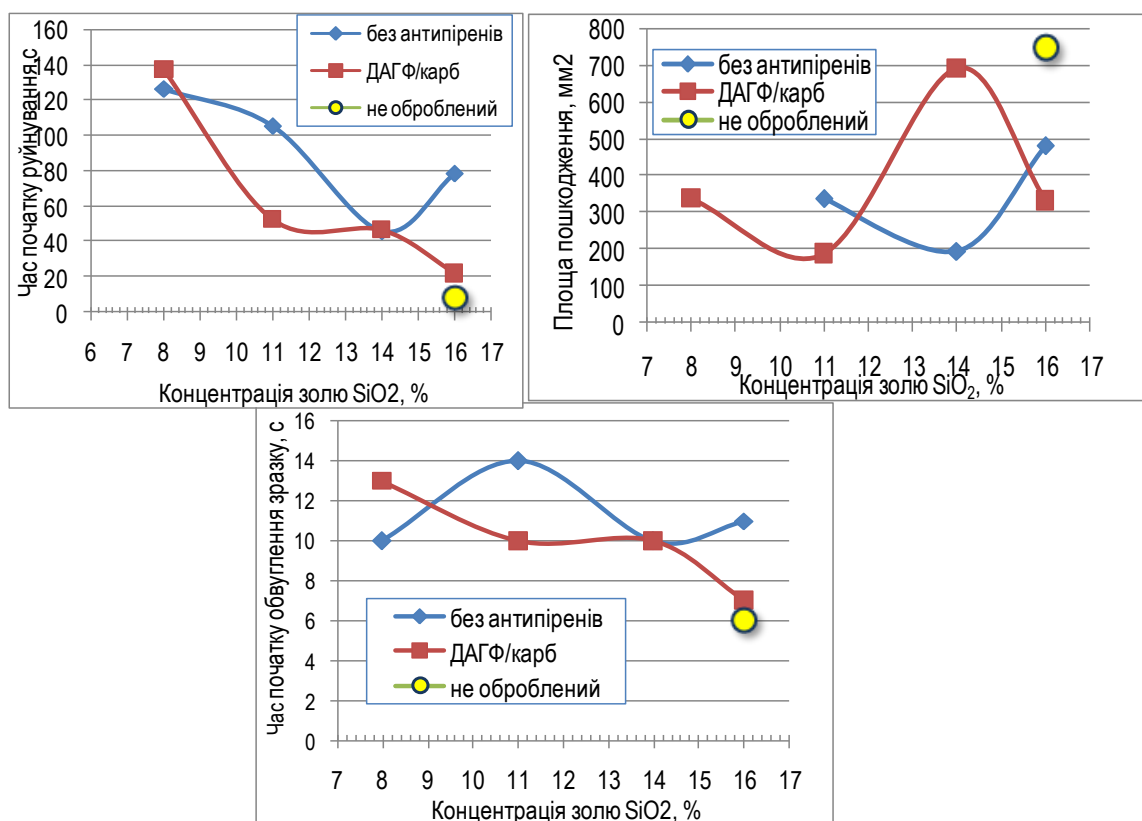 Час початку руйнування, с
160
140
120
100
80
60
40
20
0
6 7 8 9 10 11 12 13 14 15 16 17
Концентрація золю SiO2, %
без антипіренів
ДАГФ/карб
не оброблений
Площа пошкодження, мм2
800
700
600
500
400
300
200
100
0
7 8 9 10 11 12 13 14 15 16 17
Концентрація золю SiO₂, %
без антипіренів
ДАГФ/карб
не оброблений
Час початку обвуглення зразку, с
16
14
12
10
8
6
4
2
0
7 8 9 10 11 12 13 14 15 16 17
Концентрація золю SiO2, %
без антипіренів
ДАГФ/карб
не оброблений